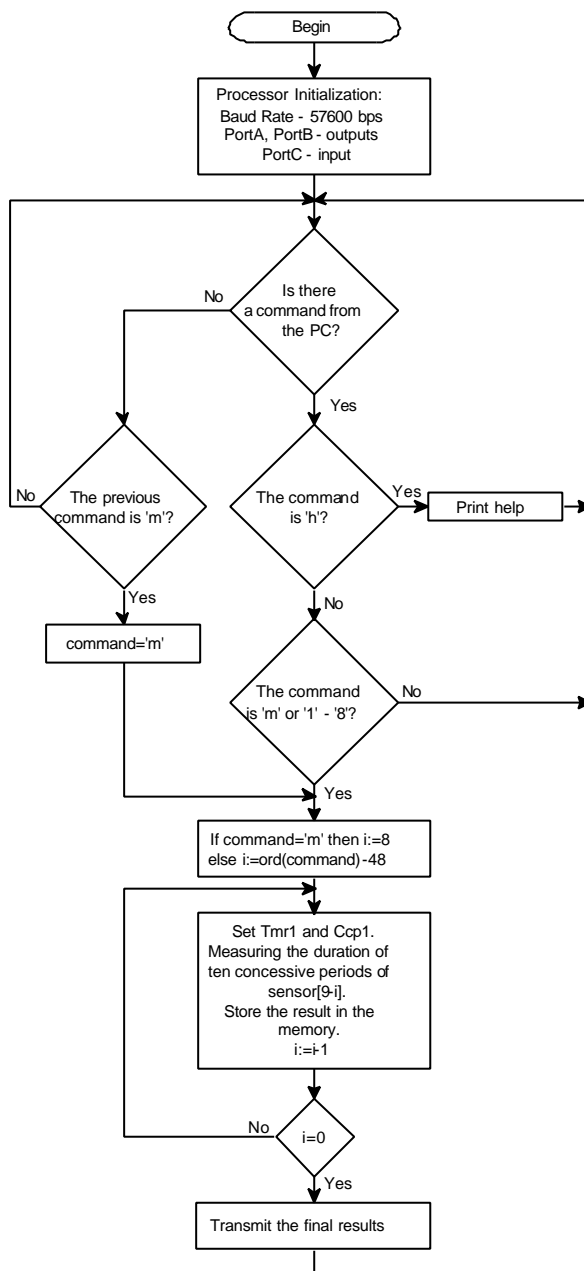 Begin
Processor Initialization:
Baud Rate - 57600 bps
PortA, PortB - outputs
PortC - input
No
Is there
a command from
the PC?
Yes
No
The previous
command is 'm'?
The command
is 'h'?
Yes
Print help
Yes
No
command='m'
The command
is 'm' or '1' - '8'?
No
Yes
If command='m' then i:=8
else i:=ord(command)-48
Set Tmr1 and Ccp1.
Measuring the duration of
ten concessive periods of
sensor[9-i].
Store the result in the
memory.
i:=i-1
No
i=0
Yes
Transmit the final results